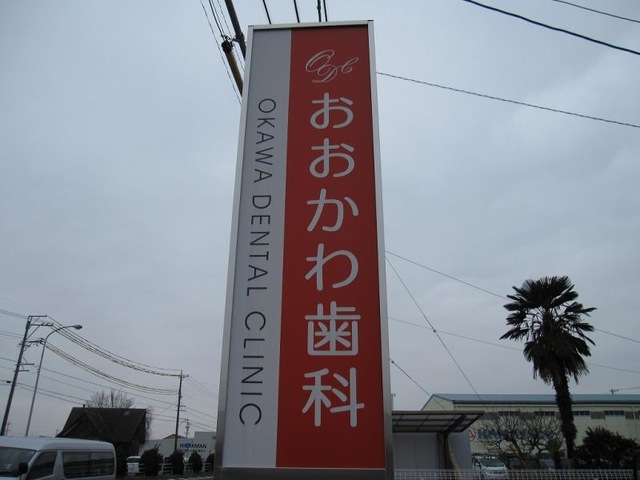 ODC
おおかわ歯科
OKAWA DENTAL CLINIC
WORKMAN